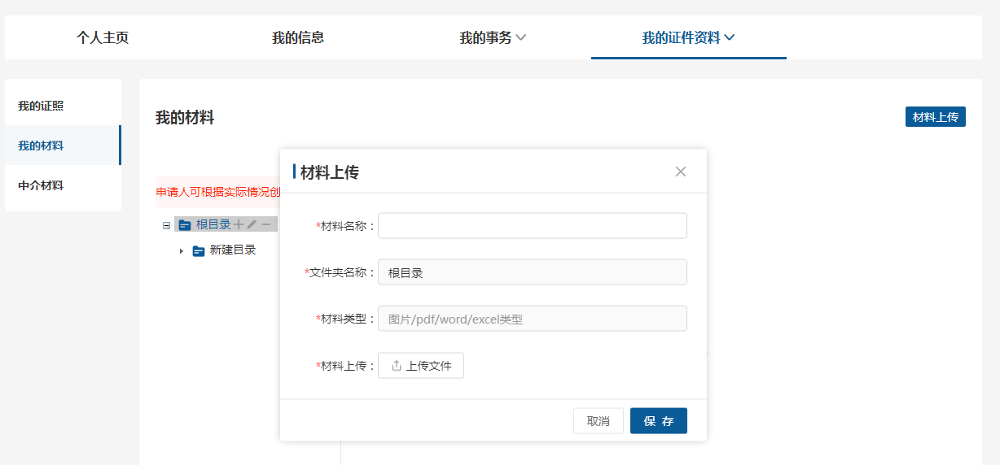 个人主页
我的信息
我的事务
我的证件资料
我的证照
我的材料
中介材料
我的材料
材料上传
申请人可根据实际情况创
根目录
新建目录
材料上传
*材料名称：
*文件夹名称：根目录
*材料类型：图片/pdf/word/excel类型
*材料上传：上传文件
取消
保 存